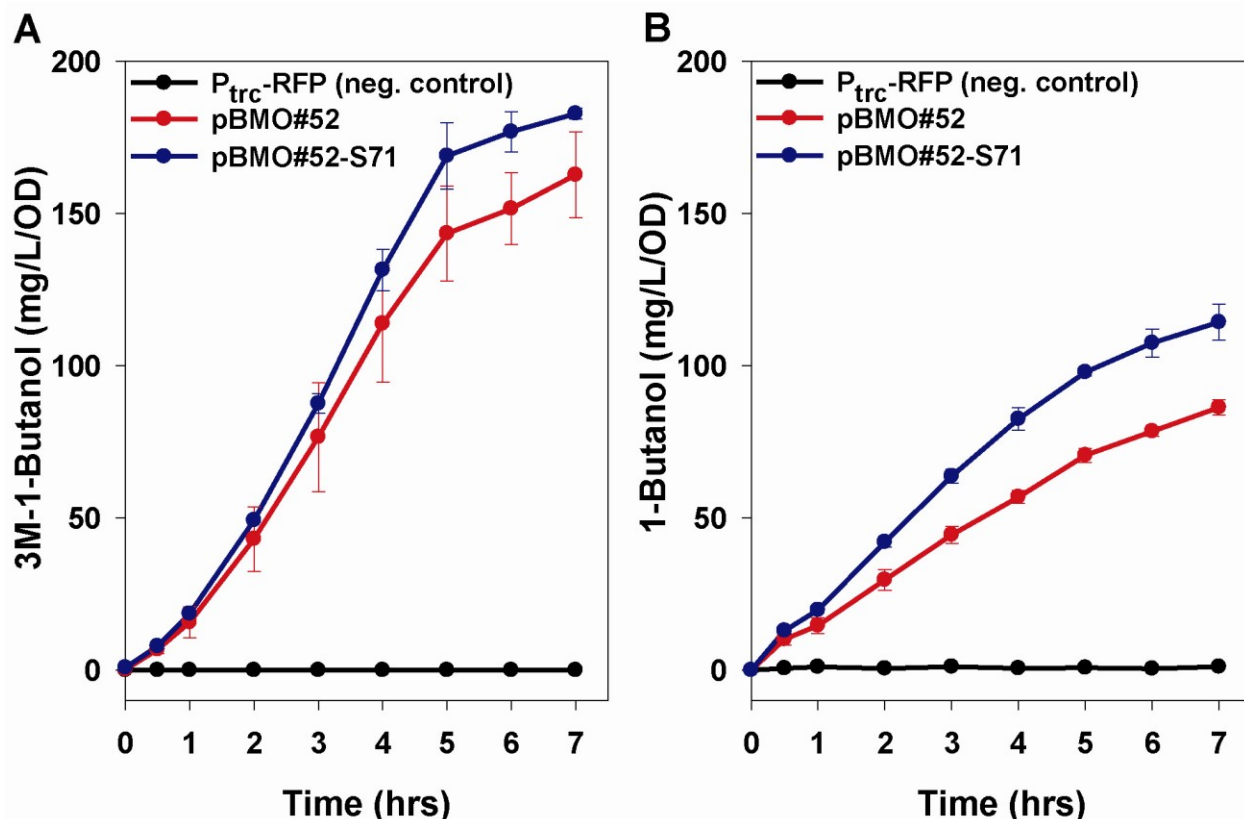 A
3M-1-Butanol (mg/L/OD)
200
150
100
50
0
Ptrc-RFP (neg. control)
pBMO#52
pBMO#52-S71
0 1 2 3 4 5 6 7
Time (hrs)
B
1-Butanol (mg/L/OD)
200
150
100
50
0
Ptrc-RFP (neg. control)
pBMO#52
pBMO#52-S71
0 1 2 3 4 5 6 7
Time (hrs)